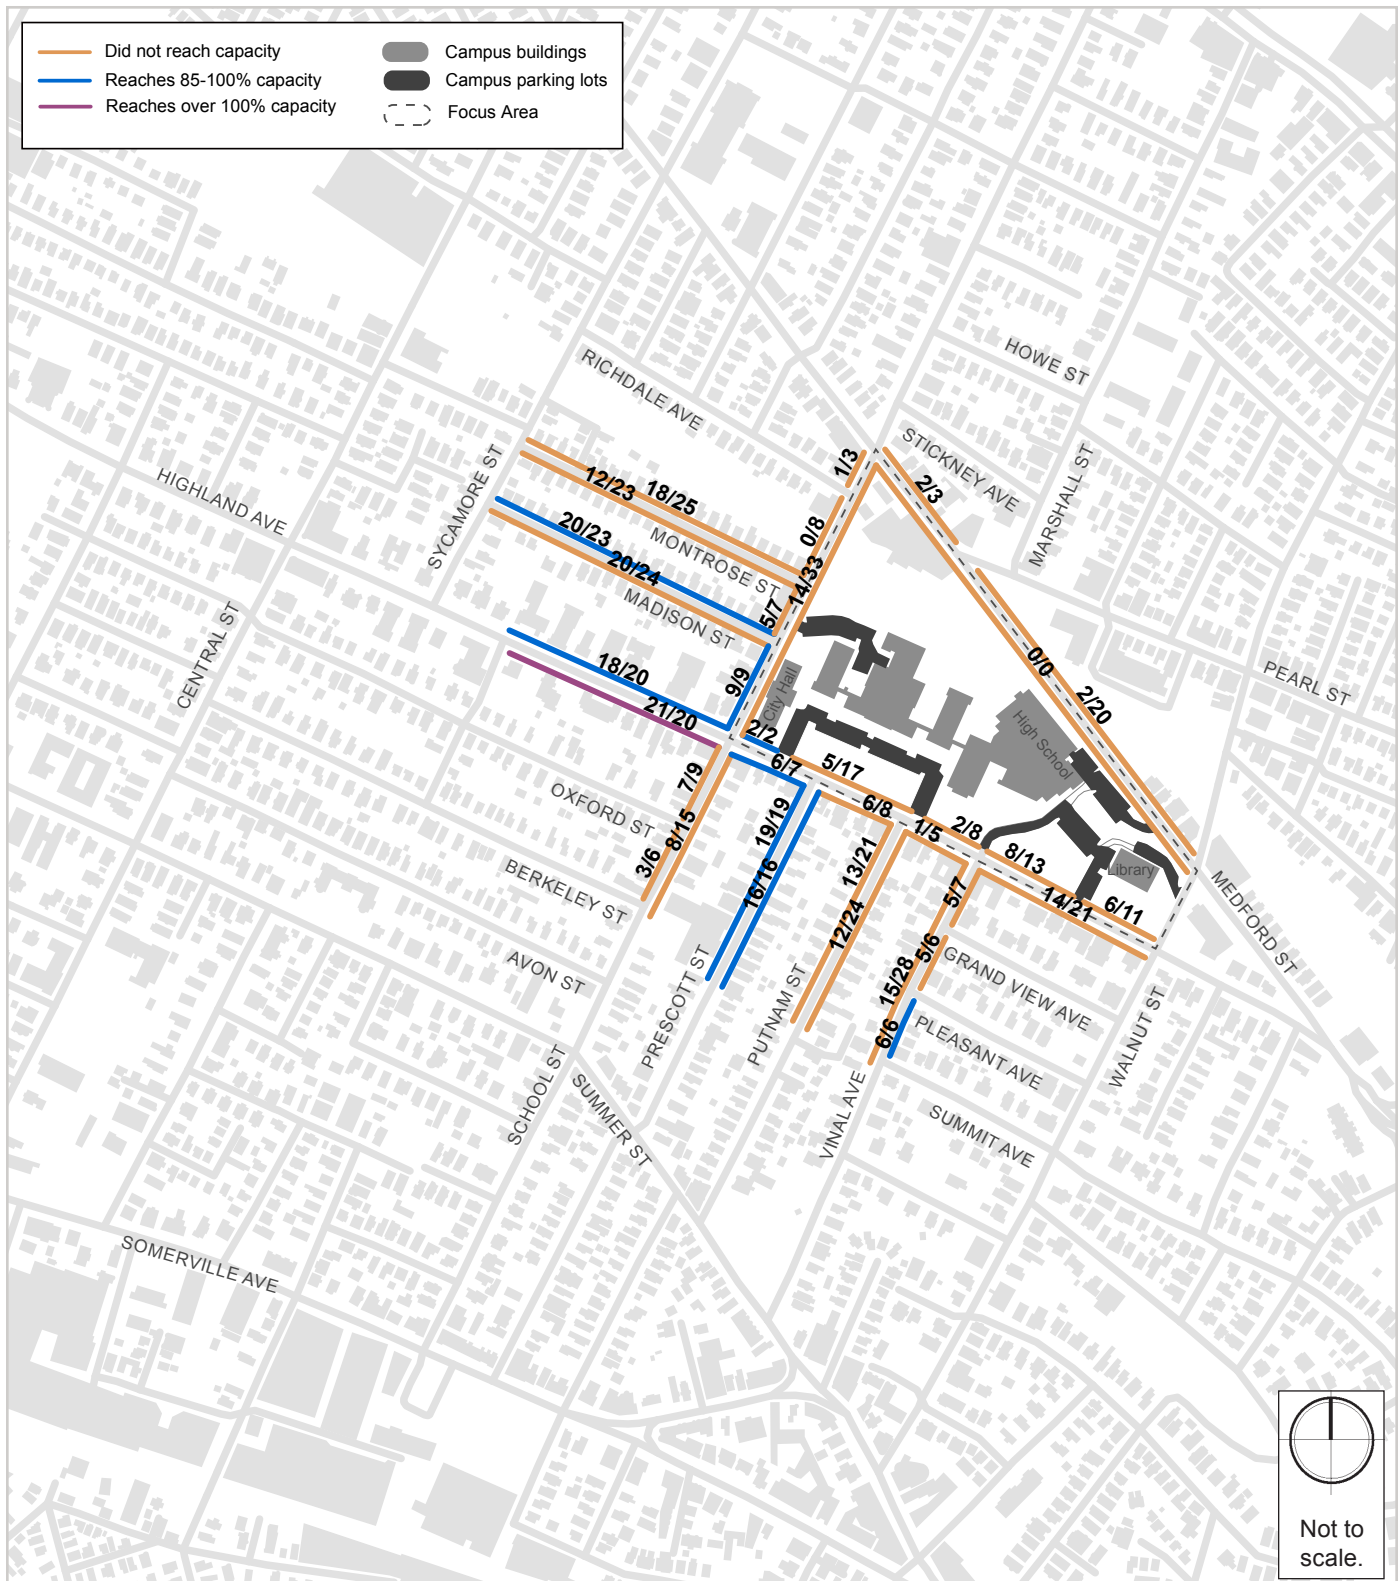 Did not reach capacity
Reaches 85-100% capacity
Reaches over 100% capacity
Campus buildings
Campus parking lots
Focus Area
HOWE ST
RICHDALE AVE
STICKNEY AVE
MARSHALL ST
1/3
2/3
SYCAMORE ST
HIGHLAND AVE
12/23
18/25
0/8
20/23
MONTROSE ST
14/33
20/24
5/7
MADISON ST
CENTRAL ST
0/0
PEARL ST
18/20
9/9
City Hall
2/20
21/20
2/2
High School
6/7
5/17
7/9
OXFORD ST
8/15
19/19
6/8
1/5
2/8
3/6
13/21
8/13
Library
BERKELEY ST
16/16
5/7
14/21
6/11
MEDFORD ST
12/24
5/6
GRAND VIEW AVE
AVON ST
15/28
PRESCOTT ST
PUTNAM ST
6/6
PLEASANT AVE
WALNUT ST
SCHOOL ST
SUMMER ST
VINAL AVE
SUMMIT AVE
SOMERVILLE AVE
Not to
scale.